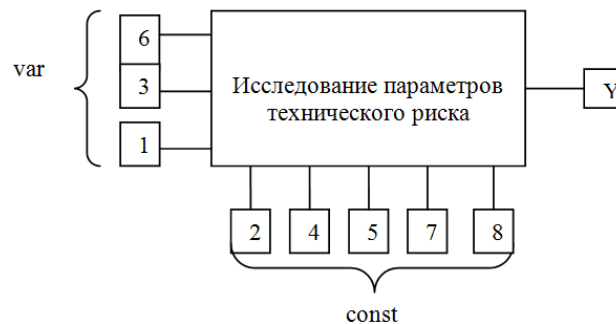 6
var
3
Исследование параметров
технического риска
Y
1
2 4 5 7 8
const